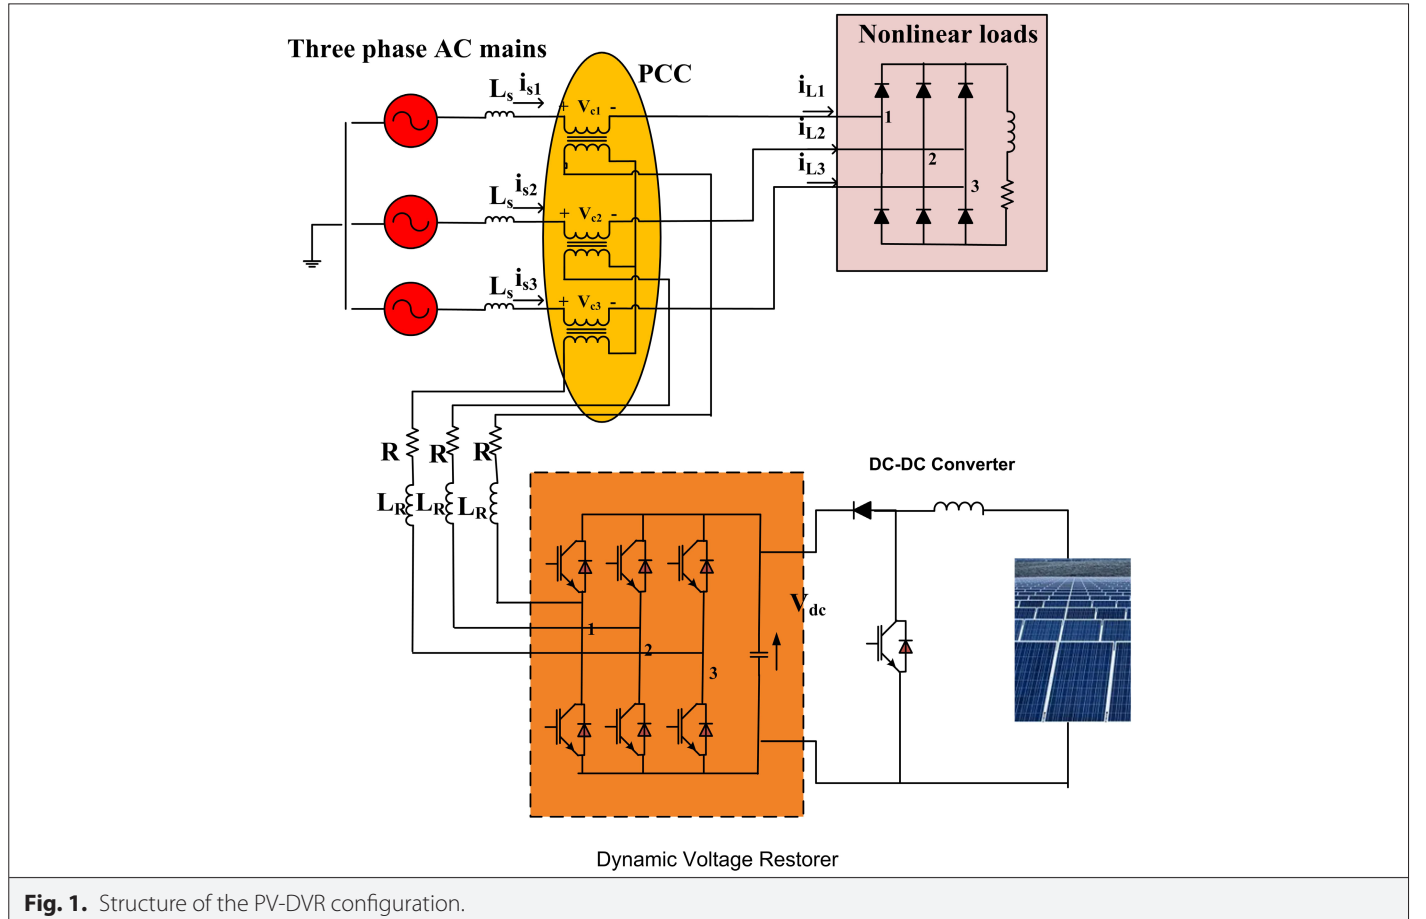 Three phase AC mains
Nonlinear loads
PCC
Ls is1
+ Vc1 -
iL1
1
iL2
2
iL3
3
Ls is2
+ Vc2 -
Ls is3
+ Vc3 -
R R R
LR LR LR
DC-DC Converter
Vdc
1
2
3
Dynamic Voltage Restorer
Fig. 1. Structure of the PV-DVR configuration.